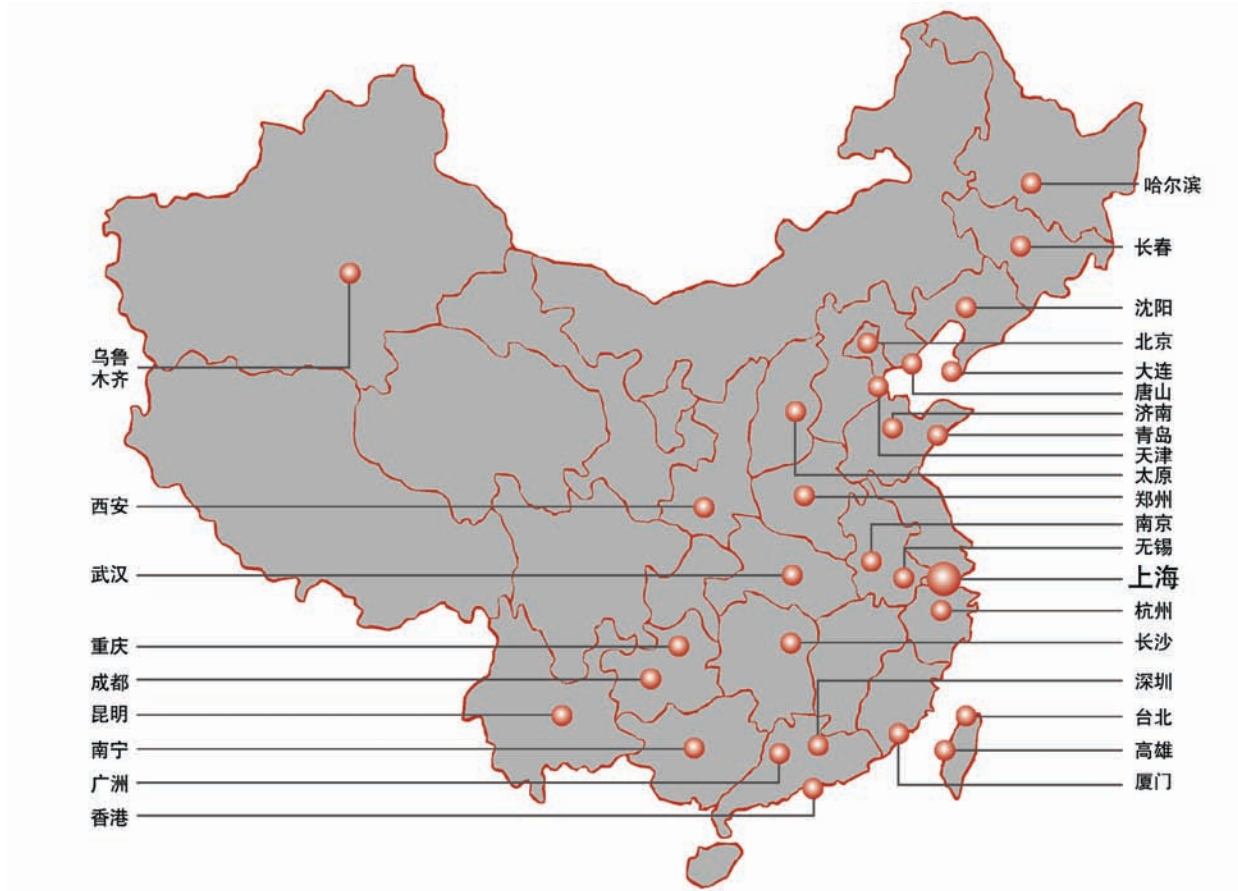 哈尔滨
长春
沈阳
北京
大连
唐山
济南
青岛
天津
太原
郑州
南京
无锡
上海
杭州
长沙
深圳
台北
高雄
厦门
乌鲁
木齐
西安
武汉
重庆
成都
昆明
南宁
广洲
香港